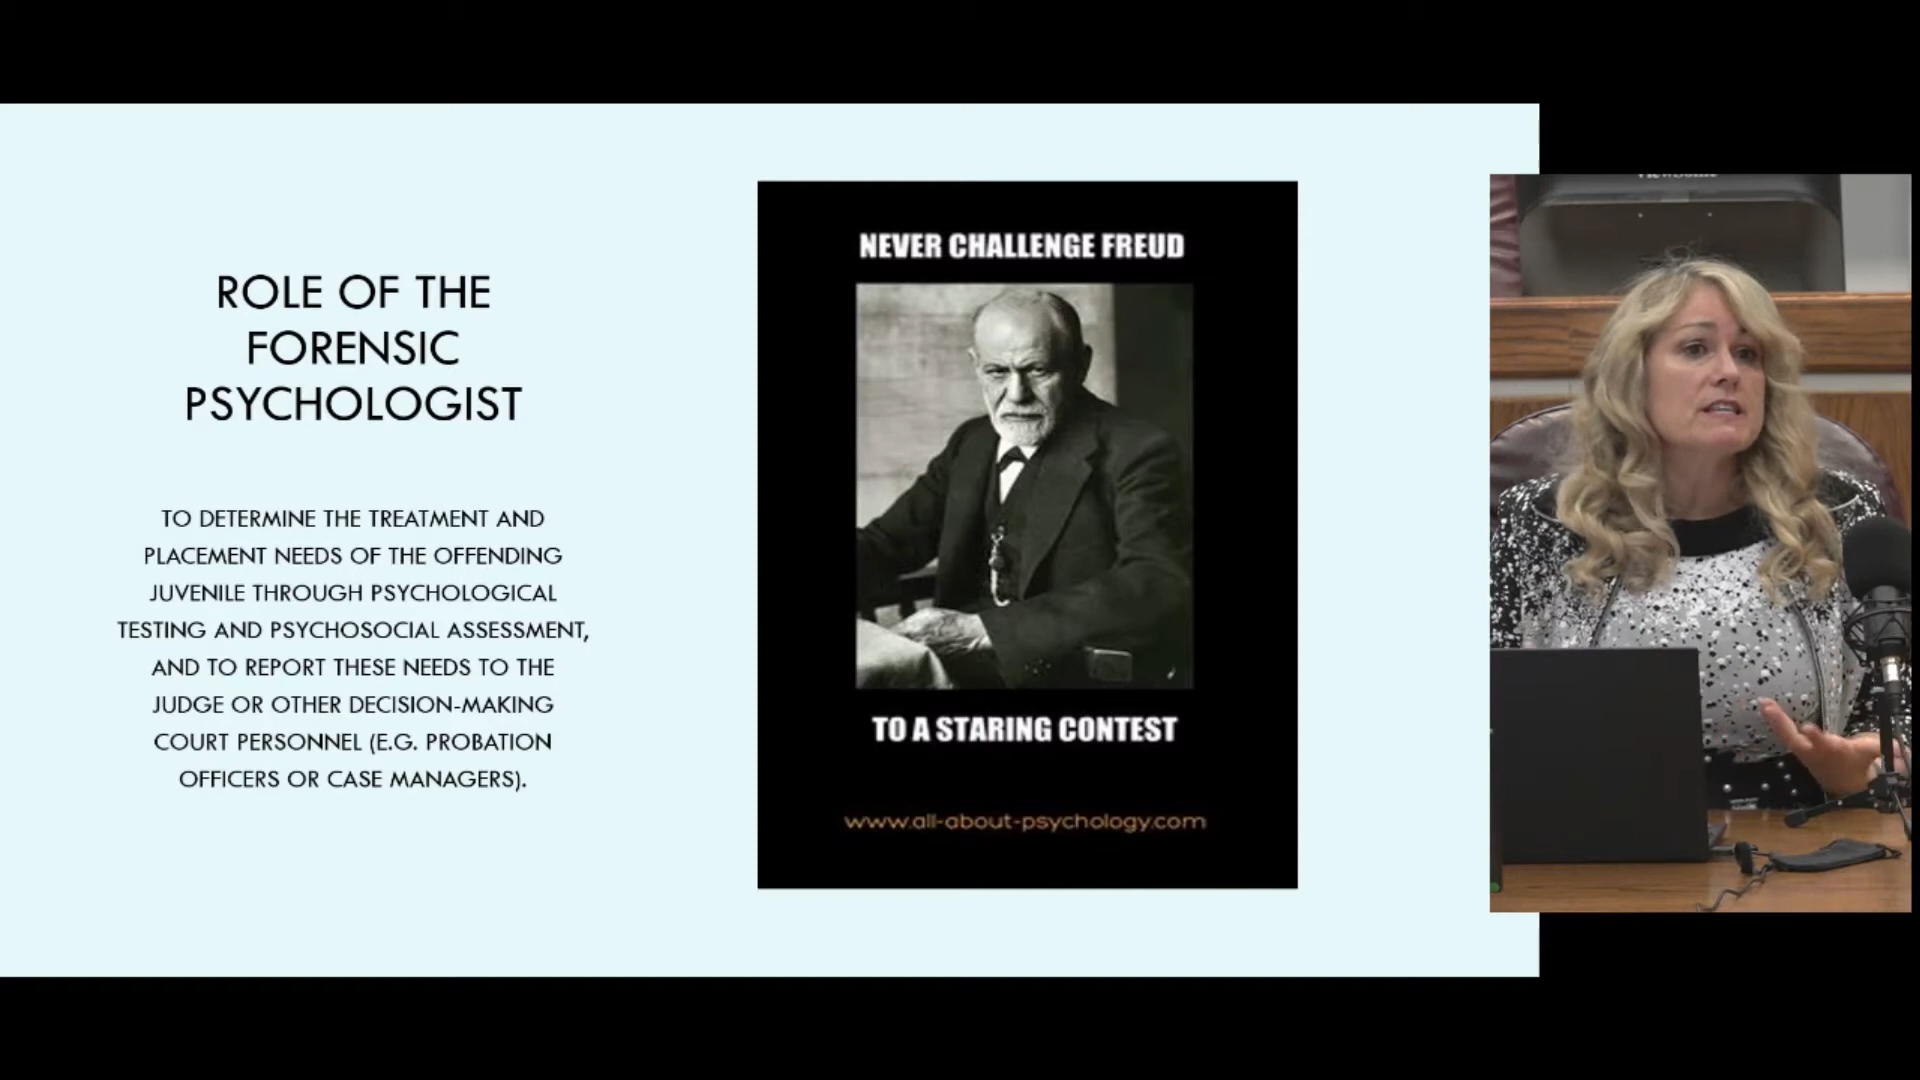 ROLE OF THE
FORENSIC
PSYCHOLOGIST
TO DETERMINE THE TREATMENT AND
PLACEMENT NEEDS OF THE OFFENDING
JUVENILE THROUGH PSYCHOLOGICAL
TESTING AND PSYCHOSOCIAL ASSESSMENT,
AND TO REPORT THESE NEEDS TO THE
JUDGE OR OTHER DECISION-MAKING
COURT PERSONNEL (E.G. PROBATION
OFFICERS OR CASE MANAGERS).
NEVER CHALLENGE FREUD
TO A STARING CONTEST
www.all-about-psychology.com